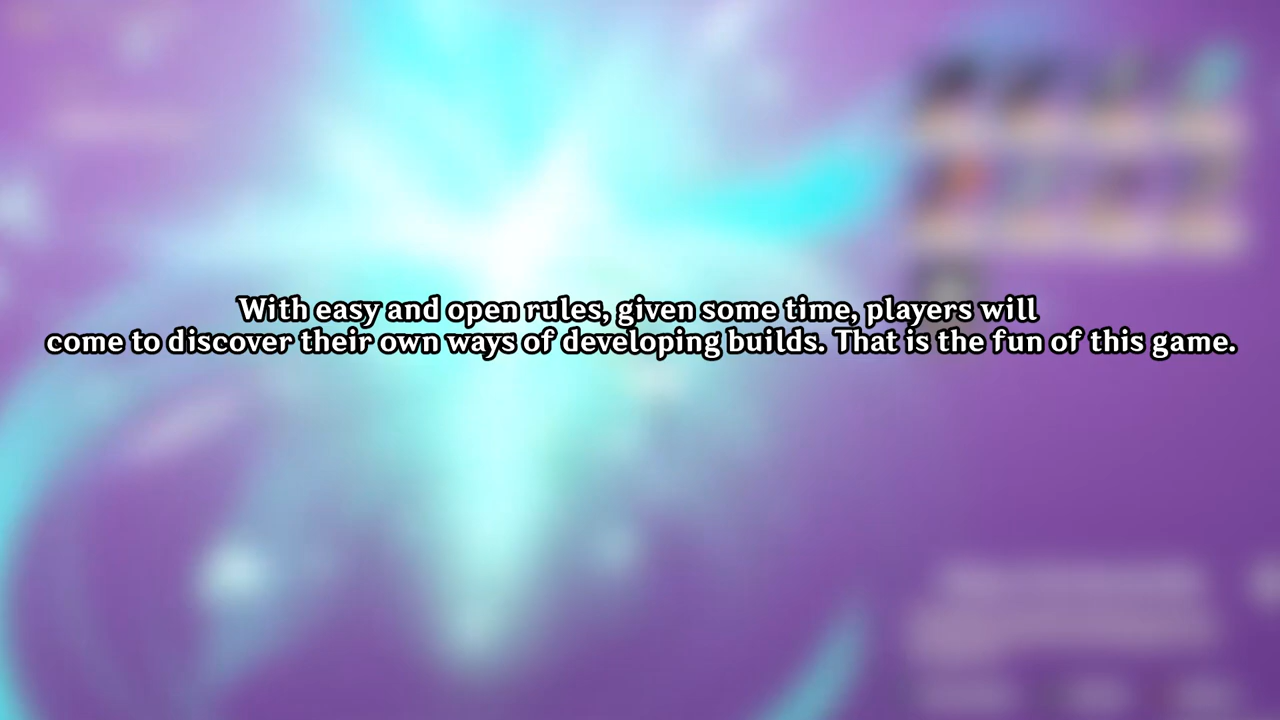 With easy and open rules, given some time, players will
come to discover their own ways of developing builds. That is the fun of this game.